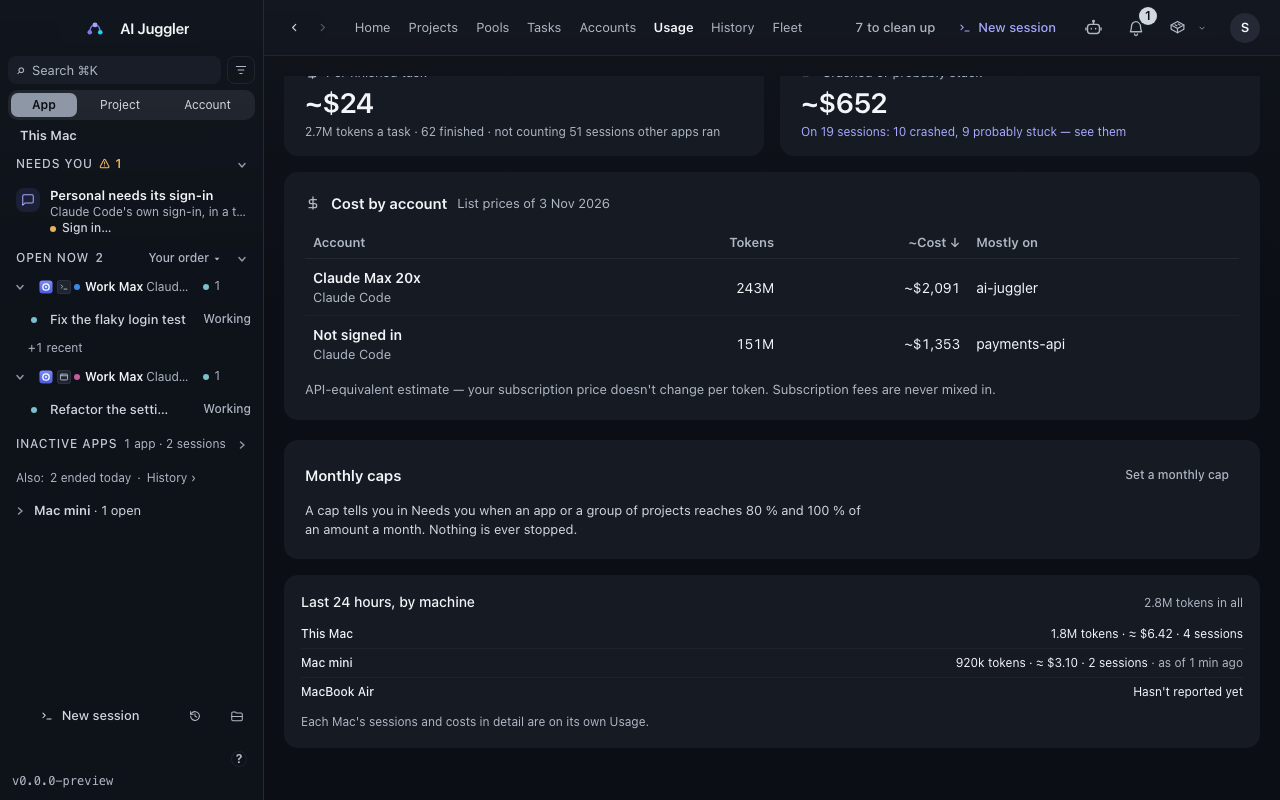 AI Juggler
Search ⌘K
App Project Account
This Mac
NEEDS YOU 1
Personal needs its sign-in
Claude Code's own sign-in, in a t…
Sign in…
OPEN NOW 2 Your order
Work Max Claud… 1
Fix the flaky login test Working
+1 recent
Work Max Claud… 1
Refactor the setti… Working
INACTIVE APPS 1 app · 2 sessions
Also: 2 ended today · History ›
Mac mini · 1 open
New session
?
v0.0.0-preview
Home Projects Pools Tasks Accounts Usage History Fleet 7 to clean up New session 1 S
~$24
2.7M tokens a task · 62 finished · not counting 51 sessions other apps ran
~$652
On 19 sessions: 10 crashed, 9 probably stuck — see them
Cost by account List prices of 3 Nov 2026
Account Tokens ~Cost ↓ Mostly on
Claude Max 20x
Claude Code
243M ~$2,091 ai-juggler
Not signed in
Claude Code
151M ~$1,353 payments-api
API-equivalent estimate — your subscription price doesn't change per token. Subscription fees are never mixed in.
Monthly caps Set a monthly cap
A cap tells you in Needs you when an app or a group of projects reaches 80 % and 100 % of
an amount a month. Nothing is ever stopped.
Last 24 hours, by machine 2.8M tokens in all
This Mac 1.8M tokens · ≈ $6.42 · 4 sessions
Mac mini 920k tokens · ≈ $3.10 · 2 sessions · as of 1 min ago
MacBook Air Hasn't reported yet
Each Mac's sessions and costs in detail are on its own Usage.